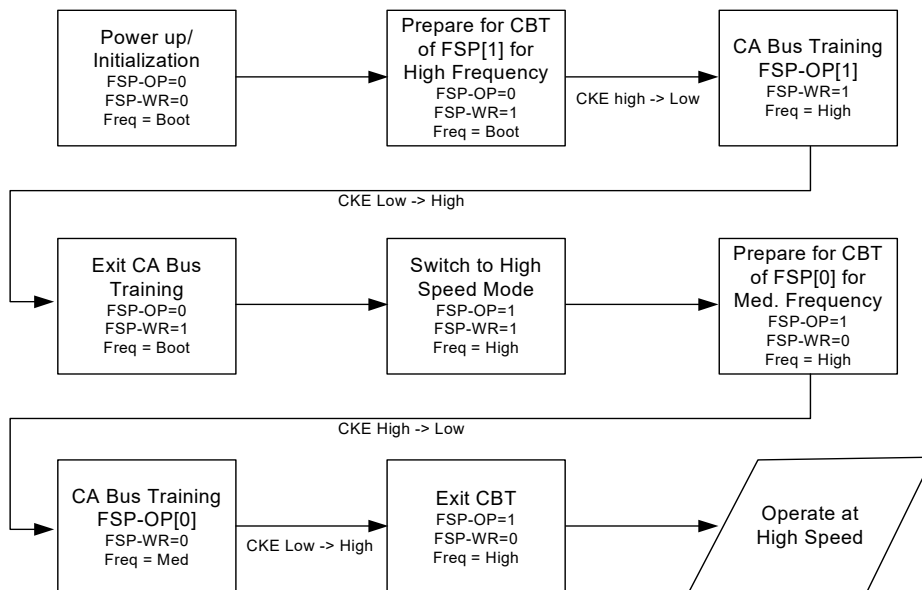 Power up/
Initialization
FSP-OP=0
FSP-WR=0
Freq = Boot
Prepare for CBT
of FSP[1] for
High Frequency
FSP-OP=0
FSP-WR=1
Freq = Boot
CKE high -> Low
CA Bus Training
FSP-OP[1]
FSP-WR=1
Freq = High
CKE Low -> High
Exit CA Bus
Training
FSP-OP=0
FSP-WR=1
Freq = Boot
Switch to High
Speed Mode
FSP-OP=1
FSP-WR=1
Freq = High
Prepare for CBT
of FSP[0] for
Med. Frequency
FSP-OP=1
FSP-WR=0
Freq = High
CKE High -> Low
CA Bus Training
FSP-OP[0]
FSP-WR=0
Freq = Med
CKE Low -> High
Exit CBT
FSP-OP=1
FSP-WR=0
Freq = High
Operate at
High Speed